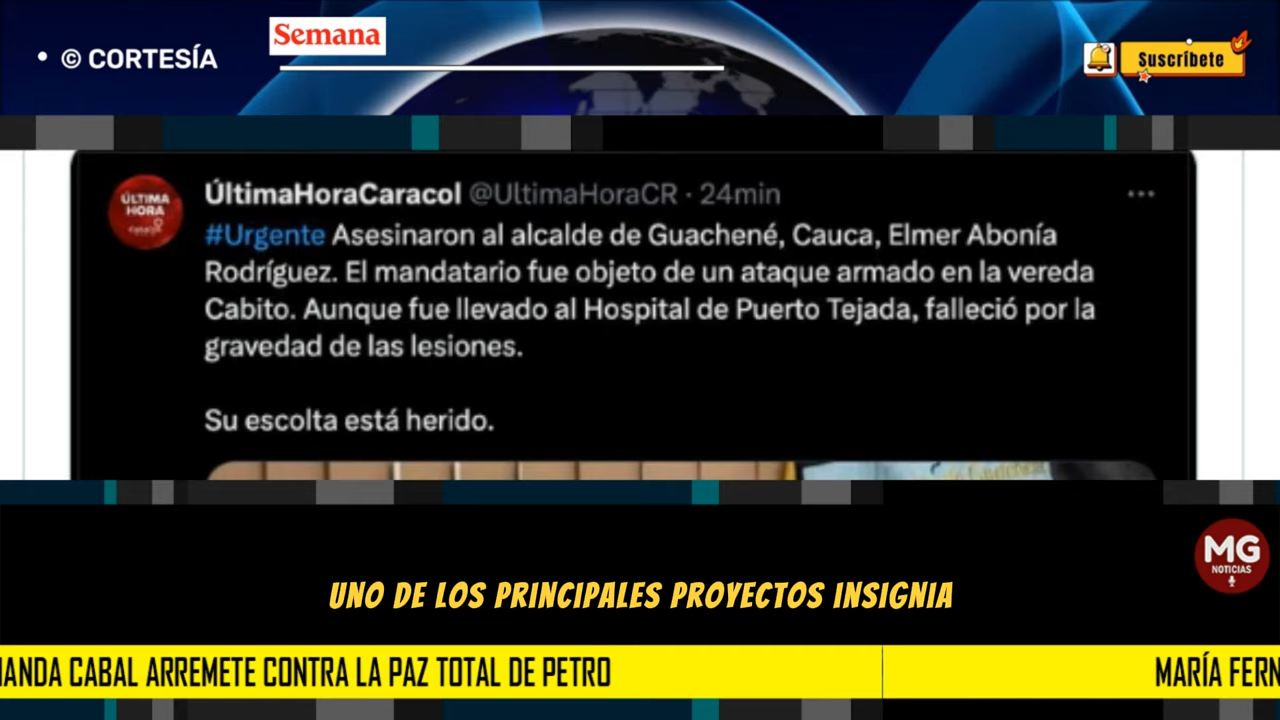 • © CORTESÍA
Semana
Suscríbete
ÚLTIMA
HORA
ÚltimaHoraCaracol @UltimaHoraCR · 24min
#Urgente Asesinaron al alcalde de Guachené, Cauca, Elmer Abonía
Rodríguez. El mandatario fue objeto de un ataque armado en la vereda
Cabito. Aunque fue llevado al Hospital de Puerto Tejada, falleció por la
gravedad de las lesiones.
Su escolta está herido.
MG
NOTICIAS
UNO DE LOS PRINCIPALES PROYECTOS INSIGNIA
ANDA CABAL ARREMETE CONTRA LA PAZ TOTAL DE PETRO
MARÍA FERN